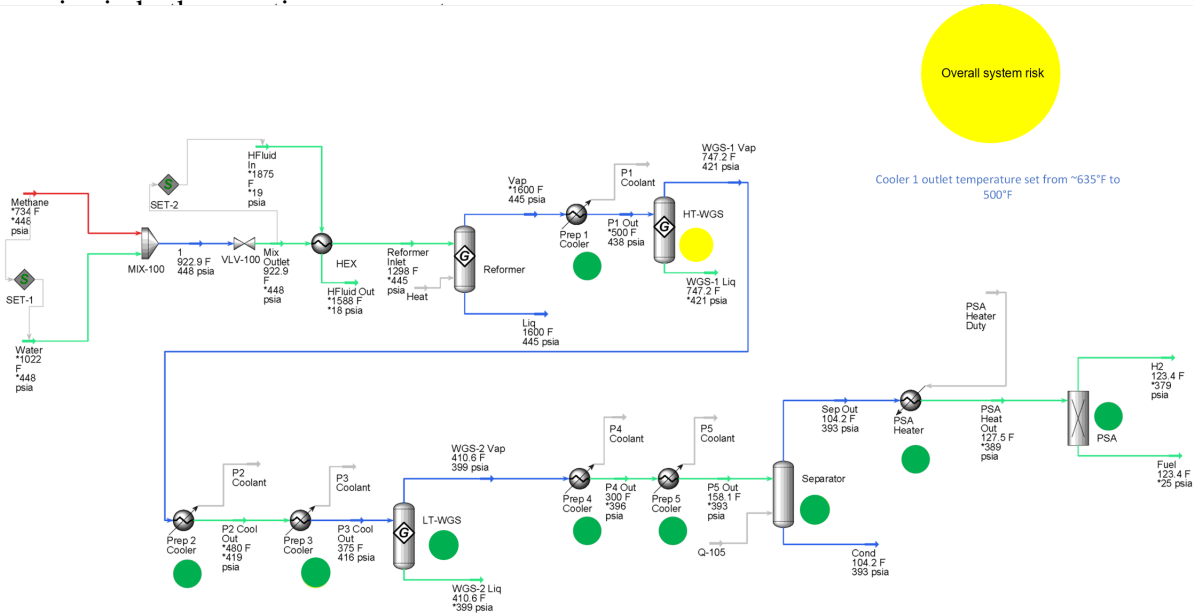 Overall system risk
Cooler 1 outlet temperature set from ~635°F to
500°F
Methane
*734 F
*448
psia
SET-1
Water
*1022
F
*448
psia
MIX-100
1
922.9 F
448 psia
S
SET-2
S
VLV-100
Mix
Outlet
922.9
F
*448
psia
HFluid
In
*1875
F
*19
psia
HEX
HFluid Out
*1588 F
*18 psia
Reformer
Inlet
1298 F
*445
psia
Heat
G
Reformer
Liq
1600 F
445 psia
Vap
*1600 F
445 psia
P1
Coolant
Prep 1
Cooler
P1 Out
*500 F
438 psia
G
HT-WGS
WGS-1 Vap
747.2 F
421 psia
WGS-1 Liq
747.2 F
*421 psia
P2
Coolant
Prep 2
Cooler
P2 Cool
Out
*480 F
*419
psia
P3
Coolant
Prep 3
Cooler
P3 Cool
Out
375 F
416 psia
G
LT-WGS
WGS-2 Vap
410.6 F
399 psia
WGS-2 Liq
410.6 F
*399 psia
P4
Coolant
Prep 4
Cooler
P4 Out
300 F
*396
psia
P5
Coolant
Prep 5
Cooler
P5 Out
158.1 F
*393
psia
Q-105
Separator
Sep Out
104.2 F
393 psia
Cond
104.2 F
393 psia
PSA
Heater
Duty
PSA
Heater
PSA
Heat
Out
127.5 F
*389
psia
PSA
H2
123.4 F
*379
psia
Fuel
123.4 F
*25 psia